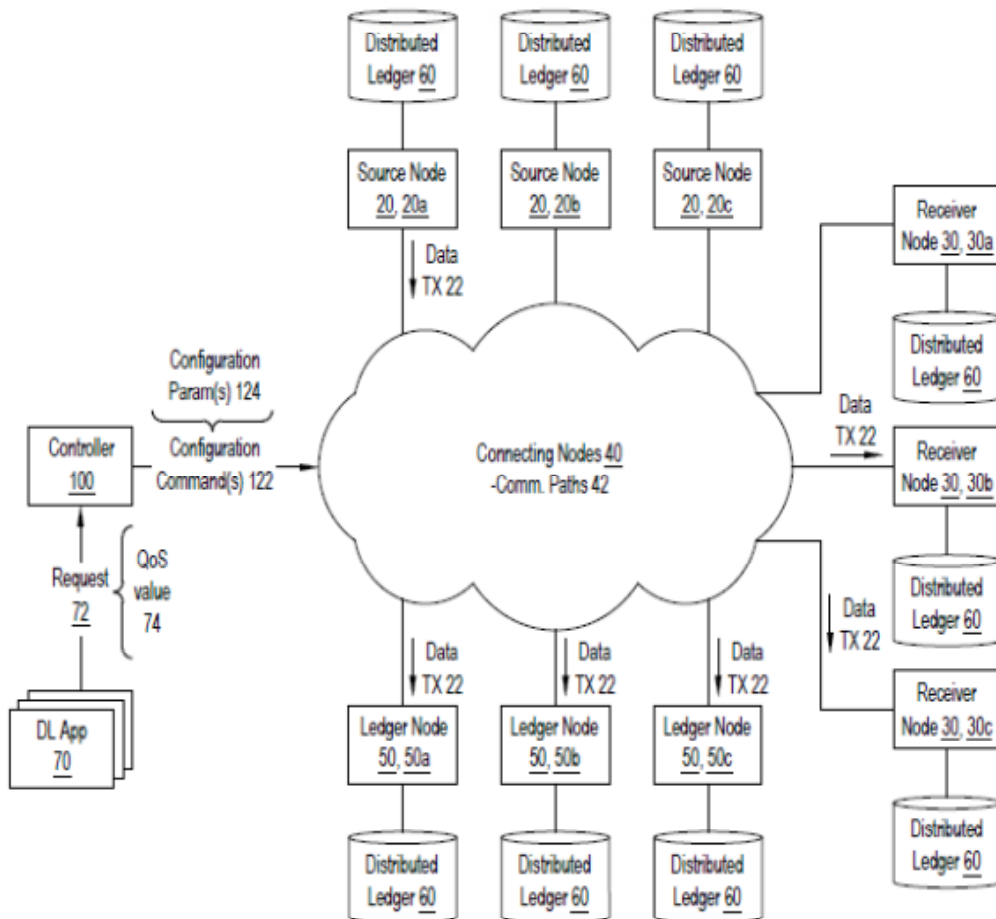 Distributed
Ledger 60
Distributed
Ledger 60
Distributed
Ledger 60
Source Node
20, 20a
Source Node
20, 20b
Source Node
20, 20c
Data
TX 22
Receiver
Node 30, 30a
Distributed
Ledger 60
Configuration
Param(s) 124
Controller
100
Configuration
Command(s) 122
Connecting Nodes 40
-Comm. Paths 42
Data
TX 22
Receiver
Node 30, 30b
Distributed
Ledger 60
Request
72
QoS
value
74
DL App
70
Data
TX 22
Data
TX 22
Data
TX 22
Data
TX 22
Ledger Node
50, 50a
Ledger Node
50, 50b
Ledger Node
50, 50c
Receiver
Node 30, 30c
Distributed
Ledger 60
Distributed
Ledger 60
Distributed
Ledger 60
Distributed
Ledger 60